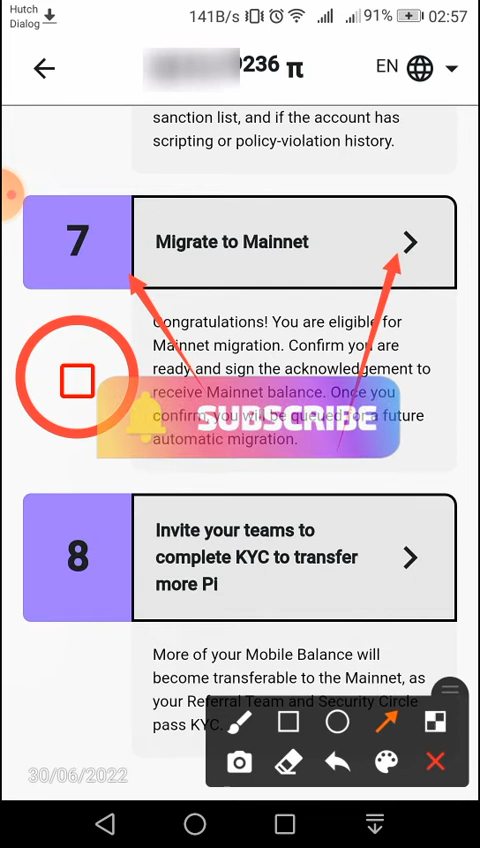 Hutch
Dialog
141B/s
91%
02:57
9236 π
EN
sanction list, and if the account has
scripting or policy-violation history.
7
Migrate to Mainnet
Congratulations! You are eligible for
Mainnet migration. Confirm you are
ready and sign the acknowledgement to
receive Mainnet balance. Once you
confirm, you will be queued for a future
automatic migration.
SUBSCRIBE
8
Invite your teams to
complete KYC to transfer
more Pi
More of your Mobile Balance will
become transferable to the Mainnet, as
your Referral Team and Security Circle
pass KYC.
30/06/2022